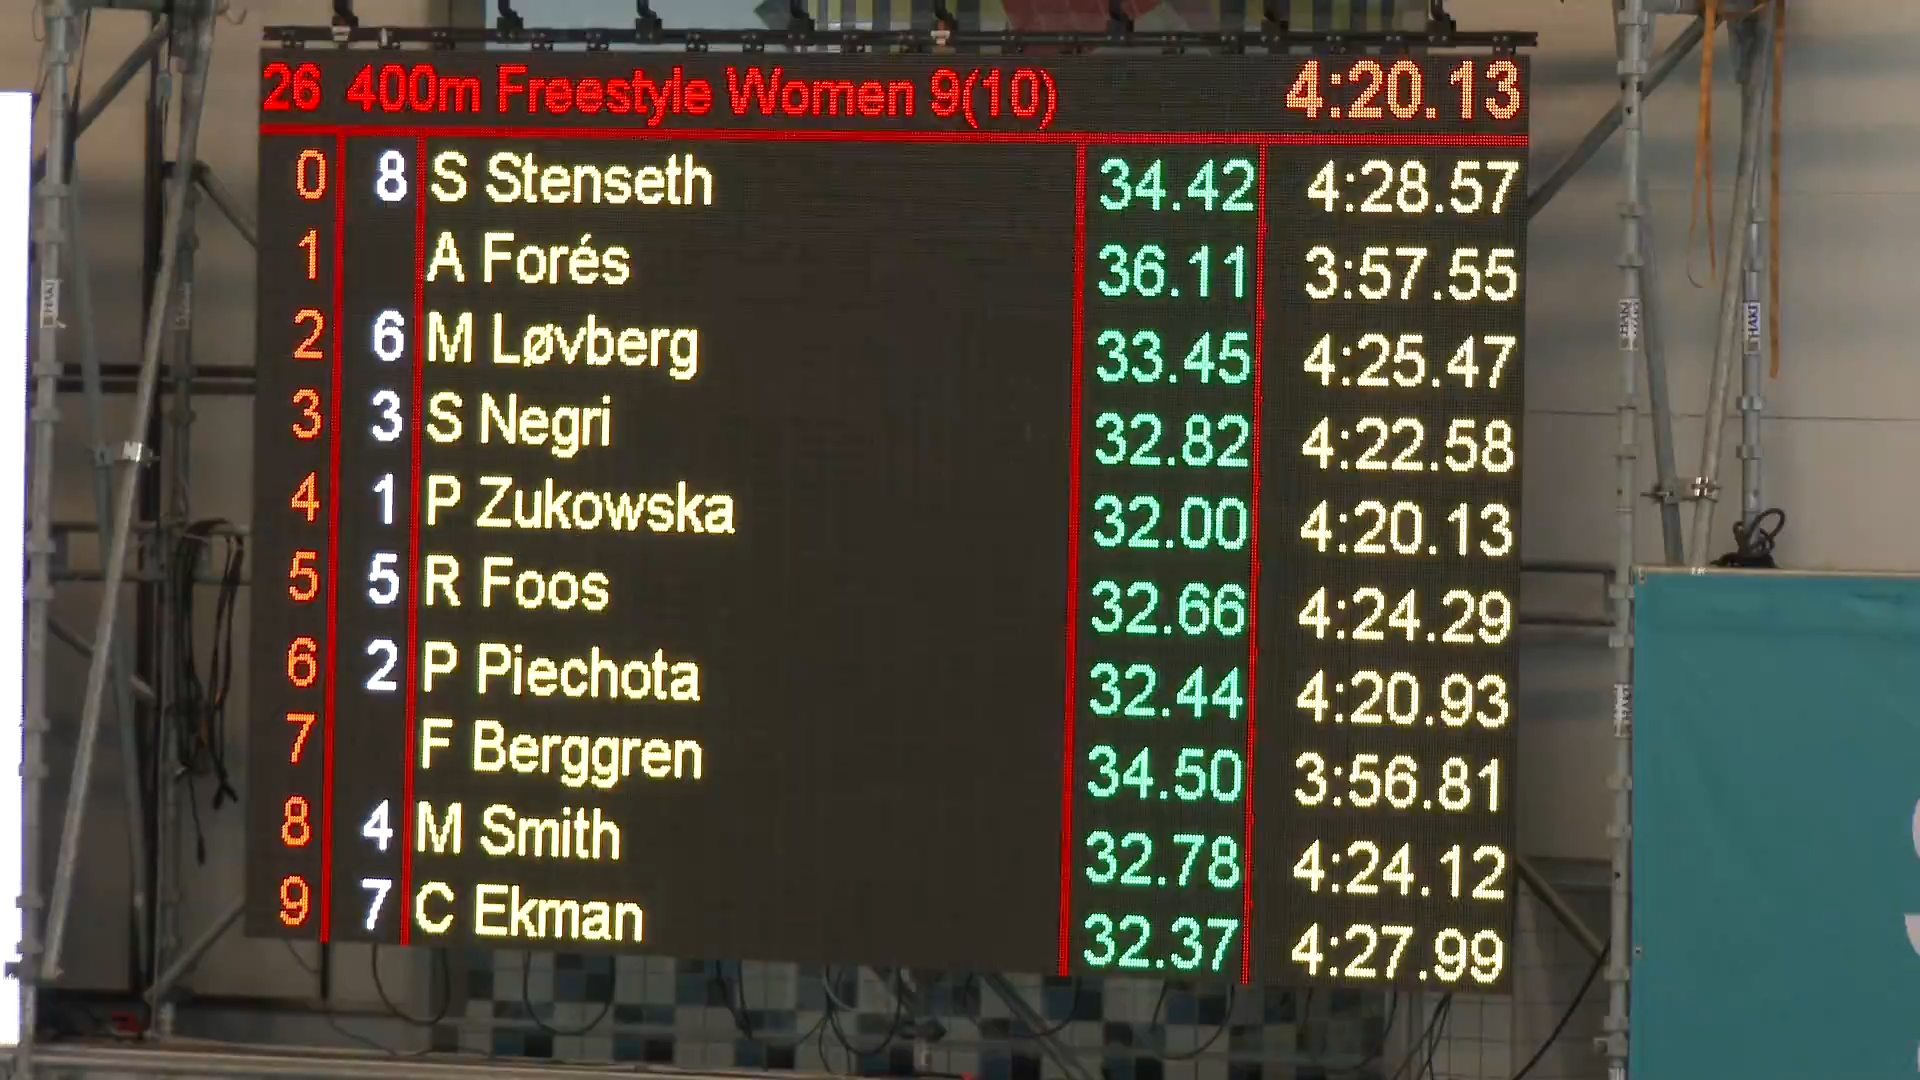 26 400m Freestyle Women 9(10) 4:20.13
0 8 S Stenseth 34.42 4:28.57
1 A Forés 36.11 3:57.55
2 6 M Løvberg 33.45 4:25.47
3 3 S Negri 32.82 4:22.58
4 1 P Zukowska 32.00 4:20.13
5 5 R Foos 32.66 4:24.29
6 2 P Piechota 32.44 4:20.93
7 F Berggren 34.50 3:56.81
8 4 M Smith 32.78 4:24.12
9 7 C Ekman 32.37 4:27.99
HAKI
HAKI